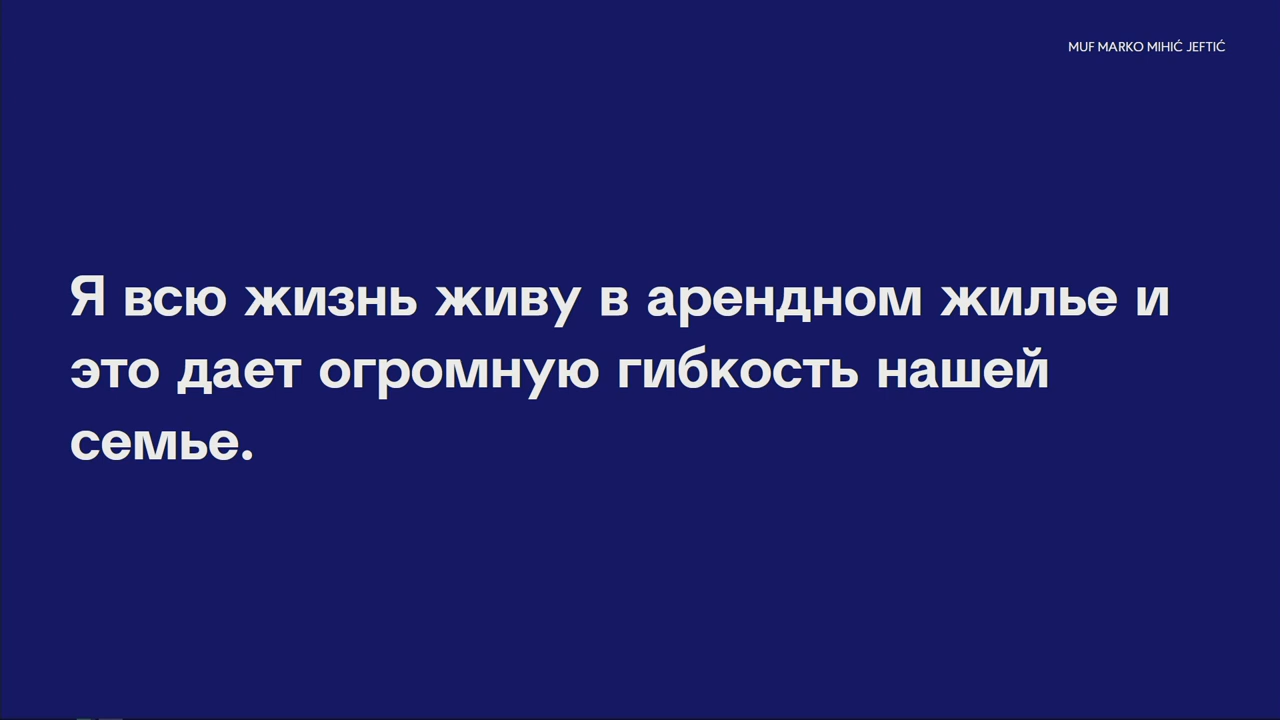 MUF MARKO MIHIĆ JEFTIĆ
Я всю жизнь живу в арендном жилье и
это дает огромную гибкость нашей
семье.